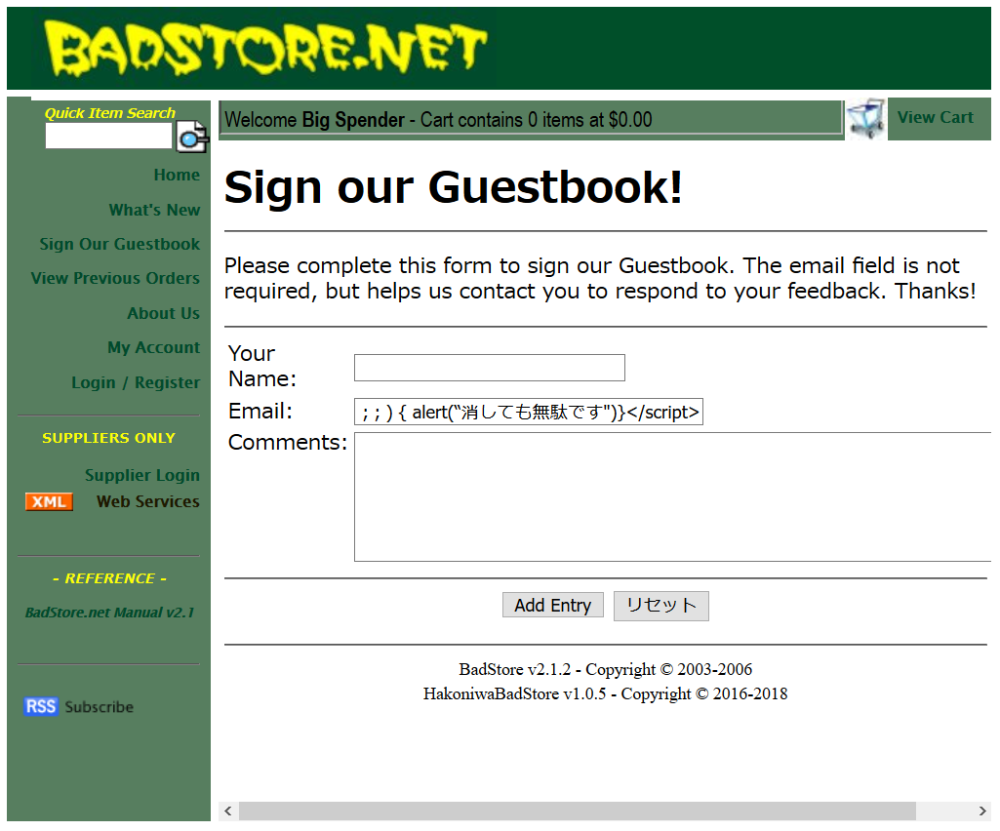 BADSTORE.NET
Quick Item Search
Welcome Big Spender - Cart contains 0 items at $0.00
View Cart
Home
What's New
Sign Our Guestbook
View Previous Orders
About Us
My Account
Login / Register
SUPPLIERS ONLY
Supplier Login
XML Web Services
- REFERENCE -
BadStore.net Manual v2.1
RSS Subscribe
Sign our Guestbook!
Please complete this form to sign our Guestbook. The email field is not
required, but helps us contact you to respond to your feedback. Thanks!
Your
Name:
Email: ; ; ) { alert(“消しても無駄です")}</script>
Comments:
Add Entry リセット
BadStore v2.1.2 - Copyright © 2003-2006
HakoniwaBadStore v1.0.5 - Copyright © 2016-2018